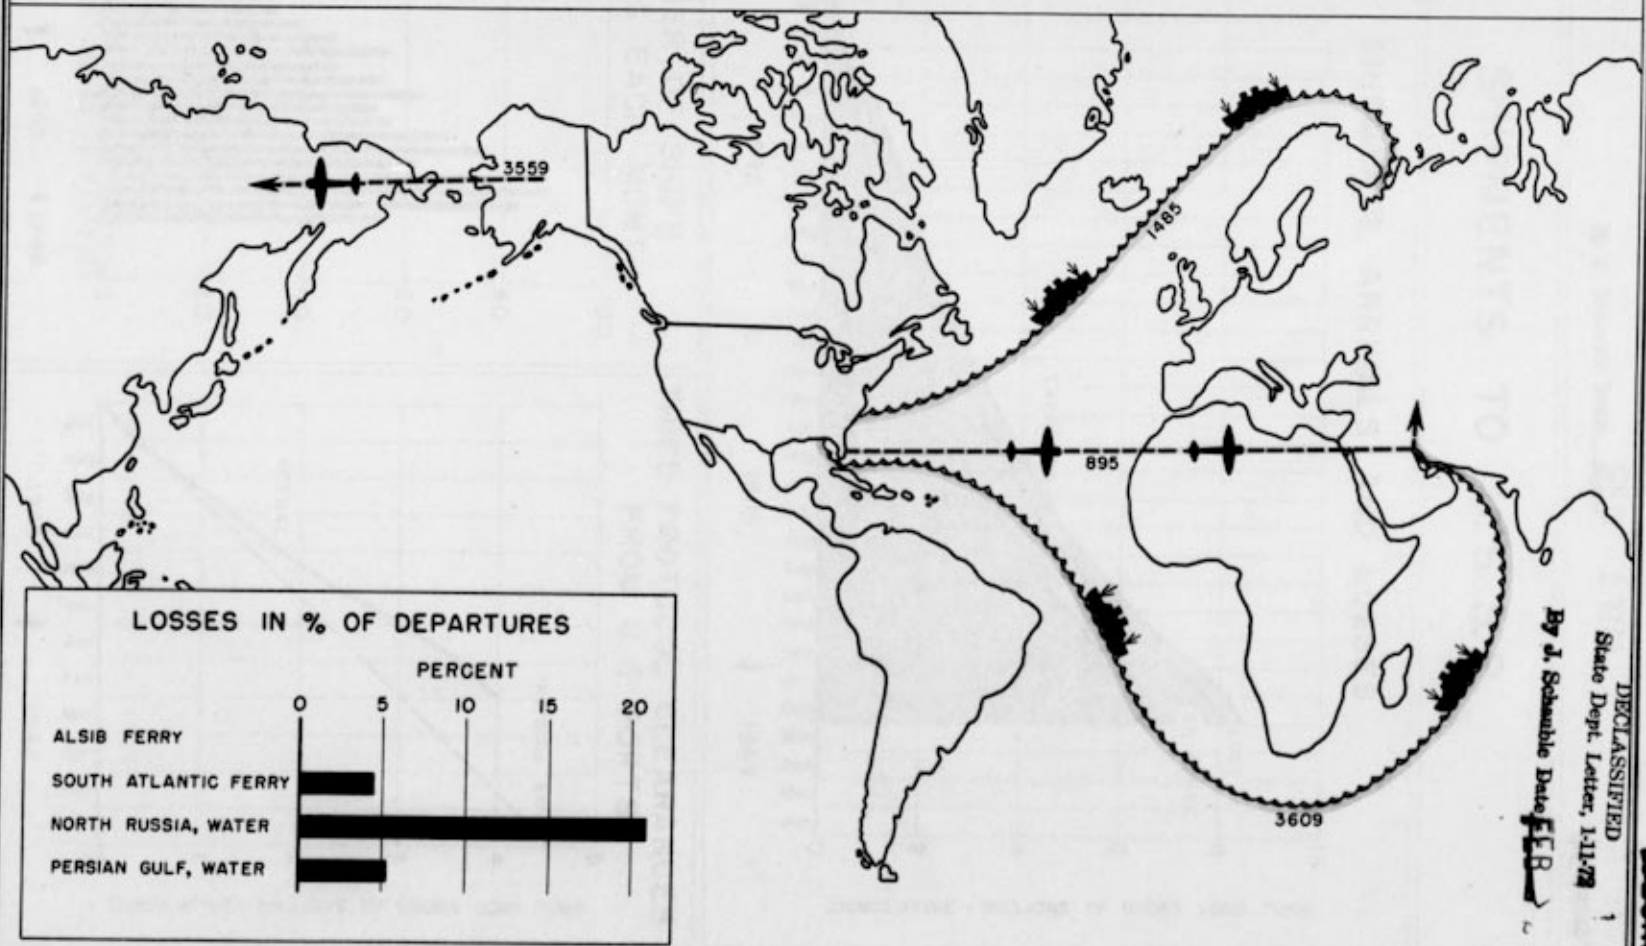 3559
1485
895
3609
LOSSES IN % OF DEPARTURES
PERCENT
0 5 10 15 20
ALSIB FERRY
SOUTH ATLANTIC FERRY
NORTH RUSSIA, WATER
PERSIAN GULF, WATER
DECLASSIFIED
State Dept. Letter, 1-11-72
By J. Schauble Date